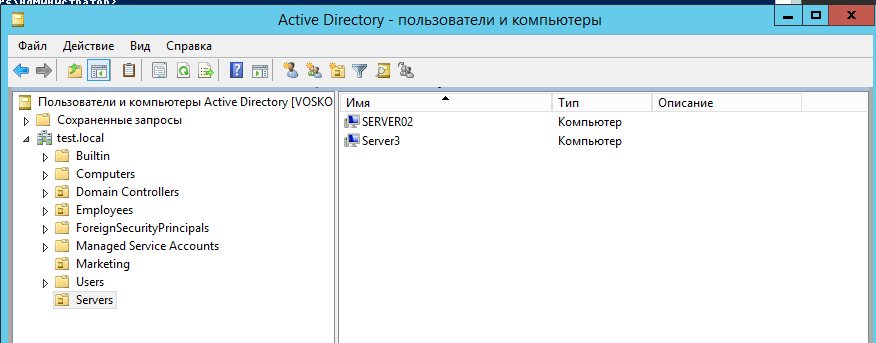 Active Directory - пользователи и компьютеры
Файл Действие Вид Справка
Пользователи и компьютеры Active Directory [VOSKO
Сохраненные запросы
test.local
Builtin
Computers
Domain Controllers
Employees
ForeignSecurityPrincipals
Managed Service Accounts
Marketing
Users
Servers
Имя Тип Описание
SERVER02 Компьютер
Server3 Компьютер